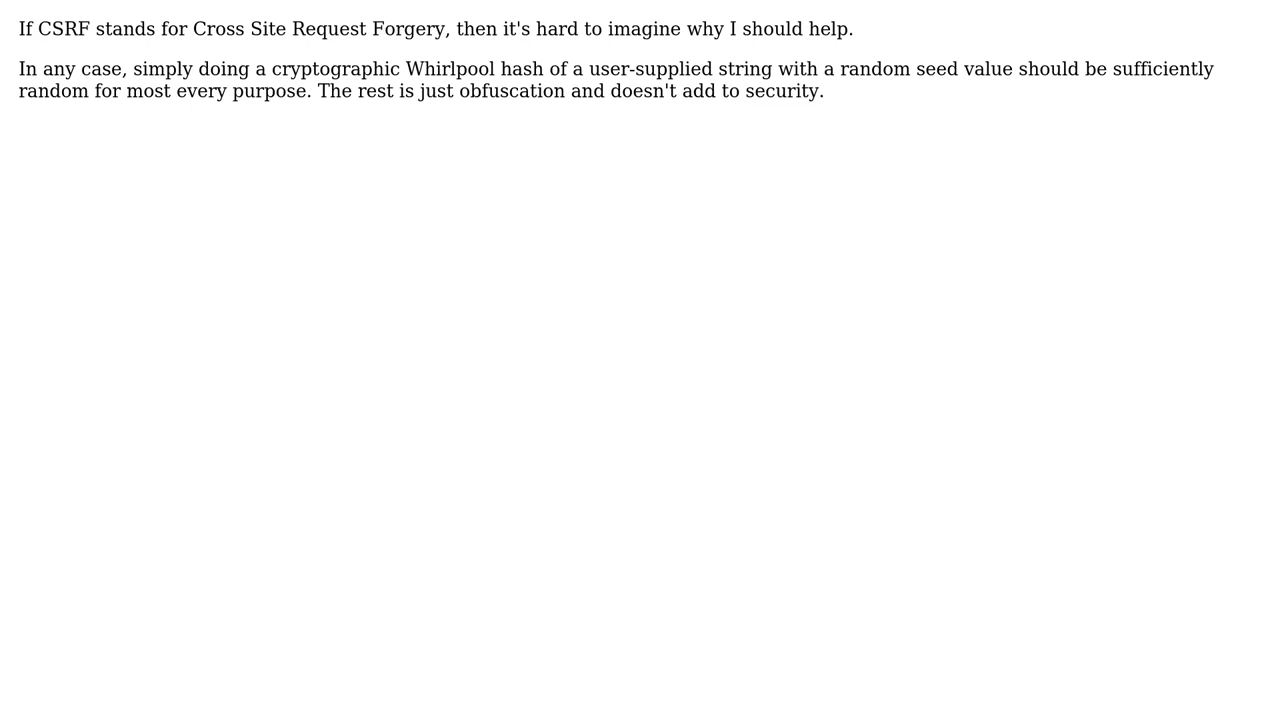 If CSRF stands for Cross Site Request Forgery, then it's hard to imagine why I should help.
In any case, simply doing a cryptographic Whirlpool hash of a user-supplied string with a random seed value should be sufficiently
random for most every purpose. The rest is just obfuscation and doesn't add to security.